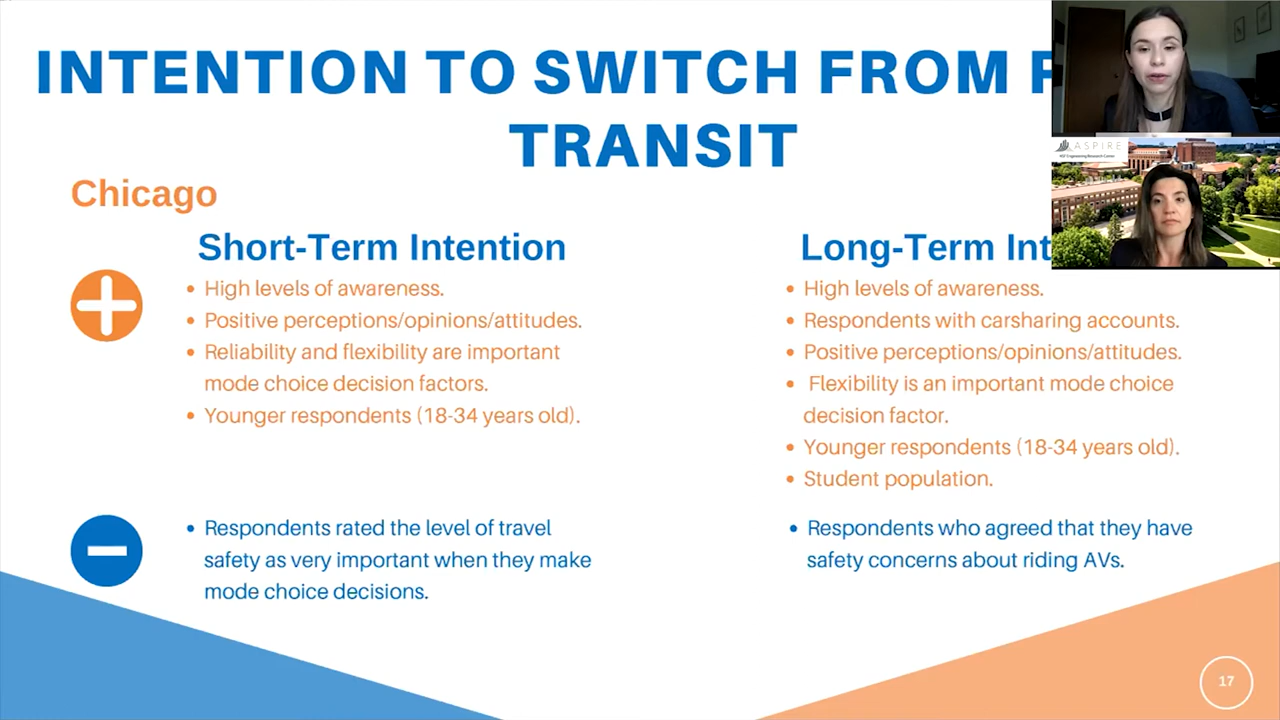 INTENTION TO SWITCH FROM
TRANSIT
ASPIRE
NSF Engineering Research Center
Chicago
Short-Term Intention
High levels of awareness.
Positive perceptions/opinions/attitudes.
Reliability and flexibility are important
mode choice decision factors.
Younger respondents (18-34 years old).
Long-Term Int
High levels of awareness.
Respondents with carsharing accounts.
Positive perceptions/opinions/attitudes.
Flexibility is an important mode choice
decision factor.
Younger respondents (18-34 years old).
Student population.
Respondents rated the level of travel
safety as very important when they make
mode choice decisions.
Respondents who agreed that they have
safety concerns about riding AVs.
17